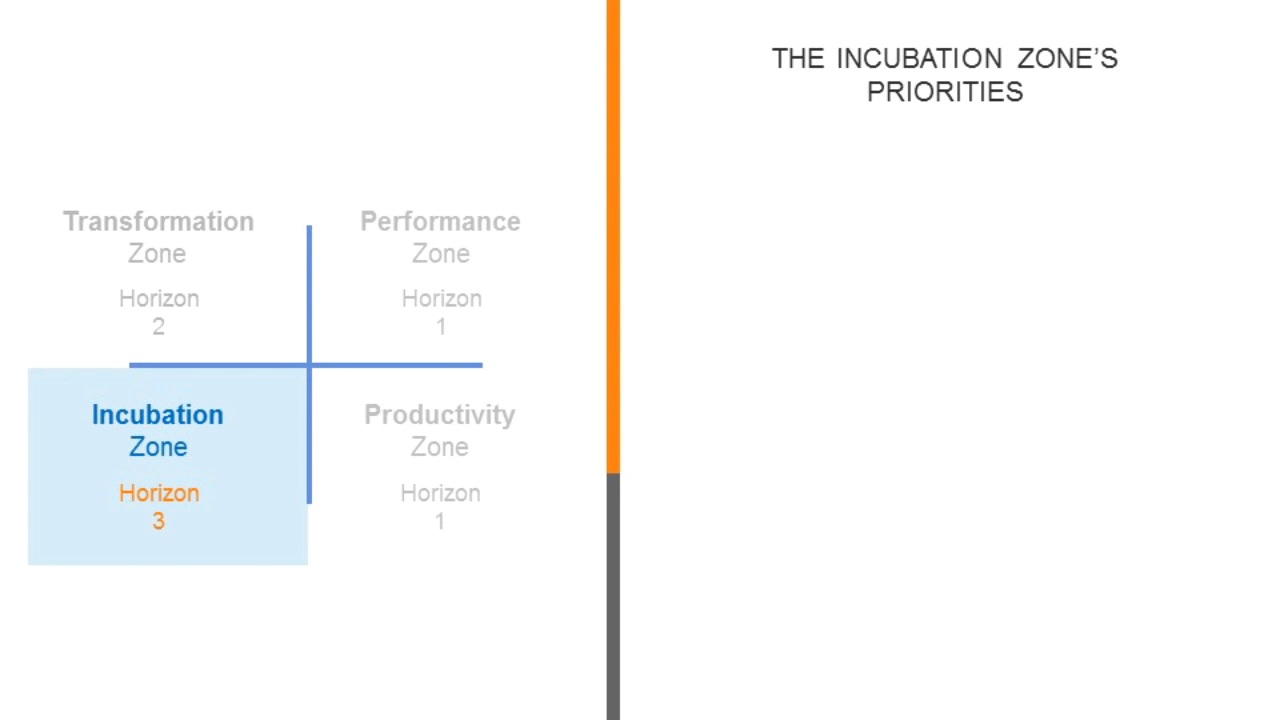 THE INCUBATION ZONE’S
PRIORITIES
Transformation
Zone
Horizon
2
Performance
Zone
Horizon
1
Incubation
Zone
Horizon
3
Productivity
Zone
Horizon
1